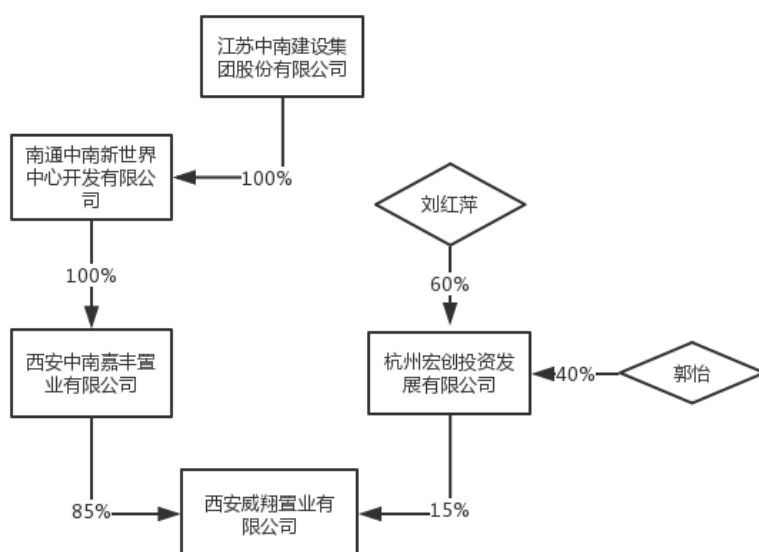 江苏中南建设集
团股份有限公司
南通中南新世界
中心开发有限公
司
100%
刘红萍
100%
60%
西安中南嘉丰置
业有限公司
杭州宏创投资发
展有限公司
40%
郭怡
85%
西安威翔置业有
限公司
15%